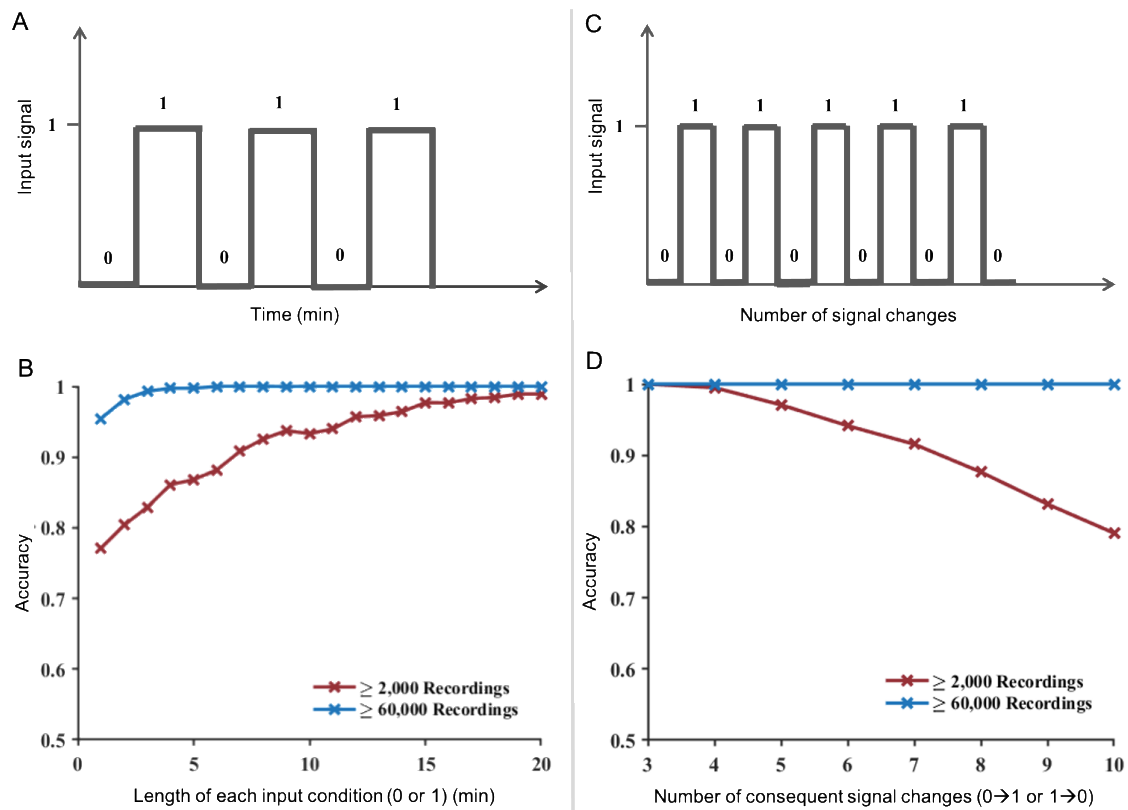 A
Input signal
1
0
1
0
1
0
1
Time (min)
C
Input signal
1
0
1
0
1
0
1
0
1
0
1
0
Number of signal changes
B
Accuracy
1
0.9
0.8
0.7
0.6
0.5
0 5 10 15 20
≥ 2,000 Recordings
≥ 60,000 Recordings
Length of each input condition (0 or 1) (min)
D
Accuracy
1
0.9
0.8
0.7
0.6
0.5
3 4 5 6 7 8 9 10
≥ 2,000 Recordings
≥ 60,000 Recordings
Number of consequent signal changes (0→1 or 1→0)